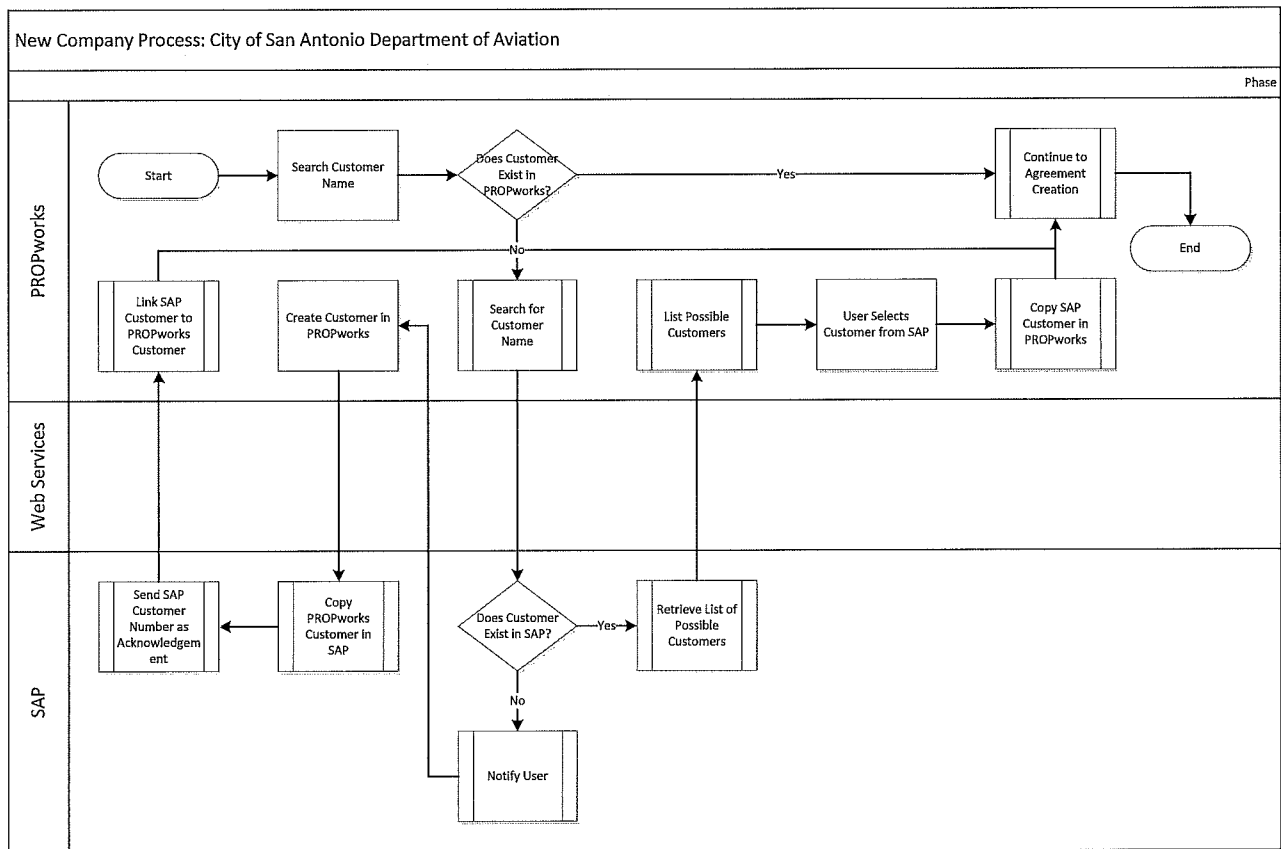 New Company Process: City of San Antonio Department of Aviation
Phase
PROPworks
Start
Search Customer
Name
Does Customer
Exist in
PROPworks?
Yes
Continue to
Agreement
Creation
End
No
Link SAP
Customer to
PROPworks
Customer
Create Customer in
PROPworks
Search for
Customer
Name
List Possible
Customers
User Selects
Customer from SAP
Copy SAP
Customer in
PROPworks
Web Services
SAP
Send SAP
Customer
Number as
Acknowledgem
ent
Copy
PROPworks
Customer in
SAP
Does Customer
Exist in SAP?
Yes
Retrieve List of
Possible
Customers
No
Notify User